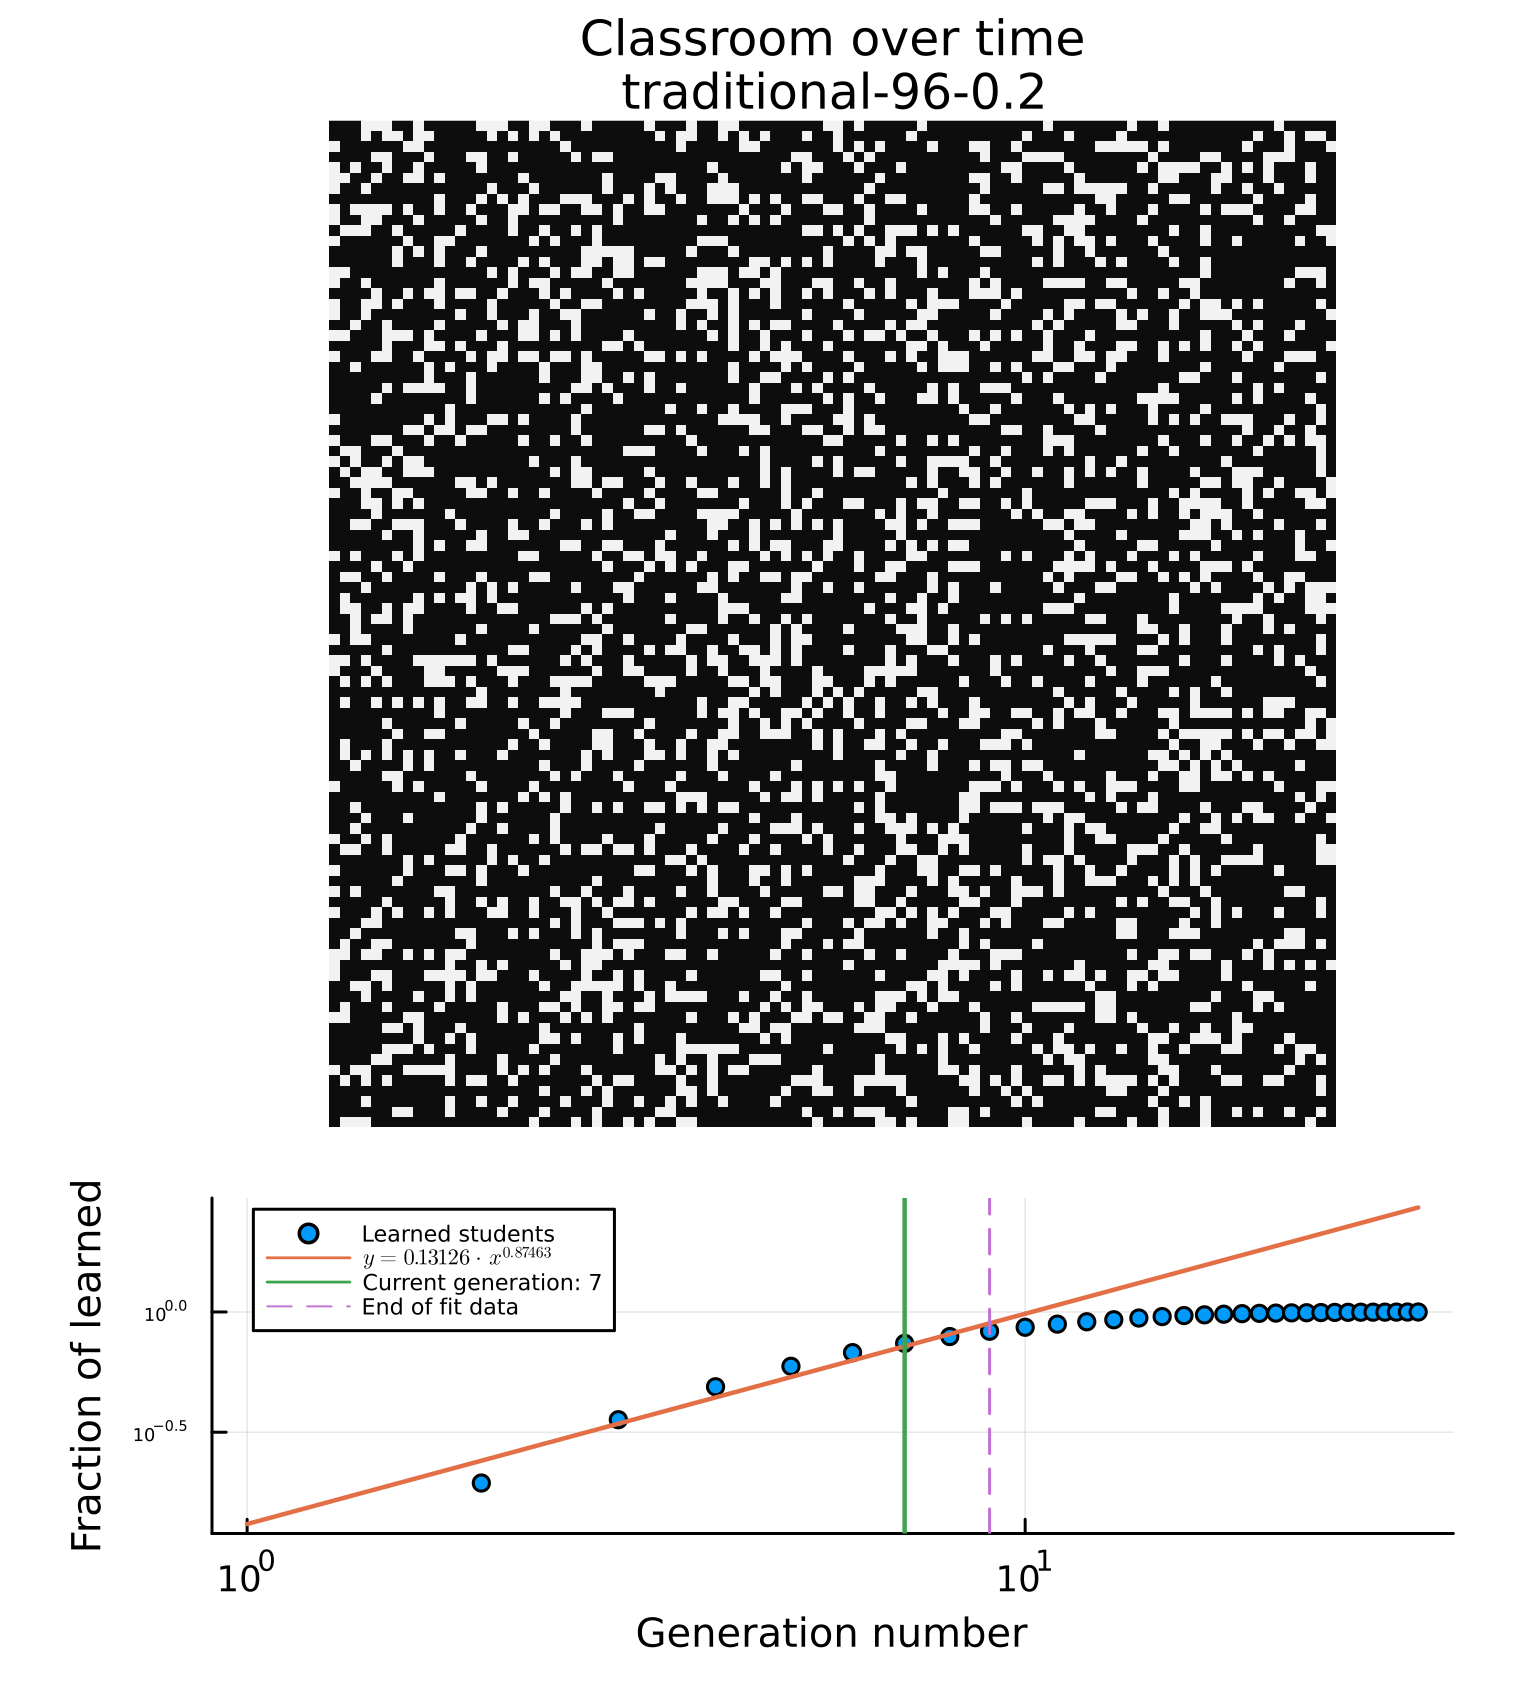 Classroom over time
traditional-96-0.2
Fraction of learned
Learned students
y = 0.13126 · x^0.87463
Current generation: 7
End of fit data
10^0.0
10^−0.5
10^0
10^1
Generation number